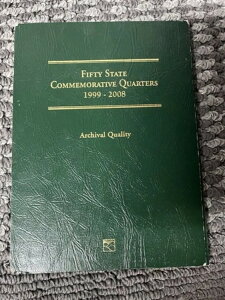 Fifty State
Commemorative Quarters
1999 - 2008
Archival Quality